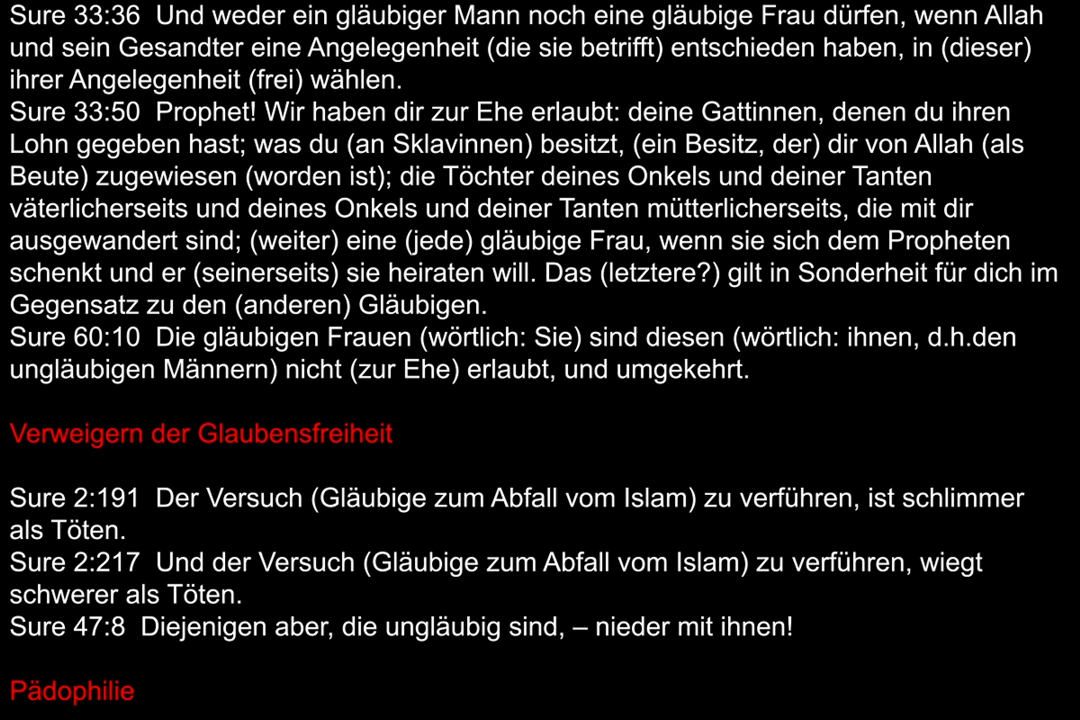 Sure 33:36  Und weder ein gläubiger Mann noch eine gläubige Frau dürfen, wenn Allah
und sein Gesandter eine Angelegenheit (die sie betrifft) entschieden haben, in (dieser)
ihrer Angelegenheit (frei) wählen.
Sure 33:50  Prophet! Wir haben dir zur Ehe erlaubt: deine Gattinnen, denen du ihren
Lohn gegeben hast; was du (an Sklavinnen) besitzt, (ein Besitz, der) dir von Allah (als
Beute) zugewiesen (worden ist); die Töchter deines Onkels und deiner Tanten
väterlicherseits und deines Onkels und deiner Tanten mütterlicherseits, die mit dir
ausgewandert sind; (weiter) eine (jede) gläubige Frau, wenn sie sich dem Propheten
schenkt und er (seinerseits) sie heiraten will. Das (letztere?) gilt in Sonderheit für dich im
Gegensatz zu den (anderen) Gläubigen.
Sure 60:10  Die gläubigen Frauen (wörtlich: Sie) sind diesen (wörtlich: ihnen, d.h.den
ungläubigen Männern) nicht (zur Ehe) erlaubt, und umgekehrt.
Verweigern der Glaubensfreiheit
Sure 2:191  Der Versuch (Gläubige zum Abfall vom Islam) zu verführen, ist schlimmer
als Töten.
Sure 2:217  Und der Versuch (Gläubige zum Abfall vom Islam) zu verführen, wiegt
schwerer als Töten.
Sure 47:8  Diejenigen aber, die ungläubig sind, – nieder mit ihnen!
Pädophilie